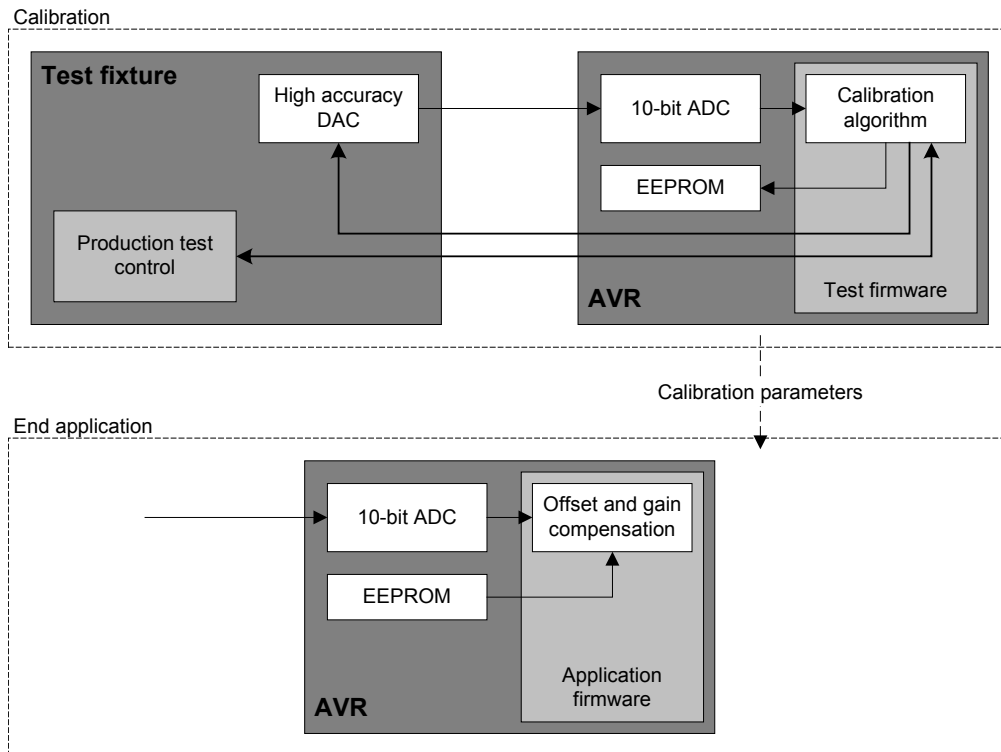 Calibration
Test fixture
High accuracy
DAC
10-bit ADC
Calibration
algorithm
EEPROM
Production test
control
AVR
Test firmware
Calibration parameters
End application
10-bit ADC
Offset and gain
compensation
EEPROM
Application
firmware
AVR